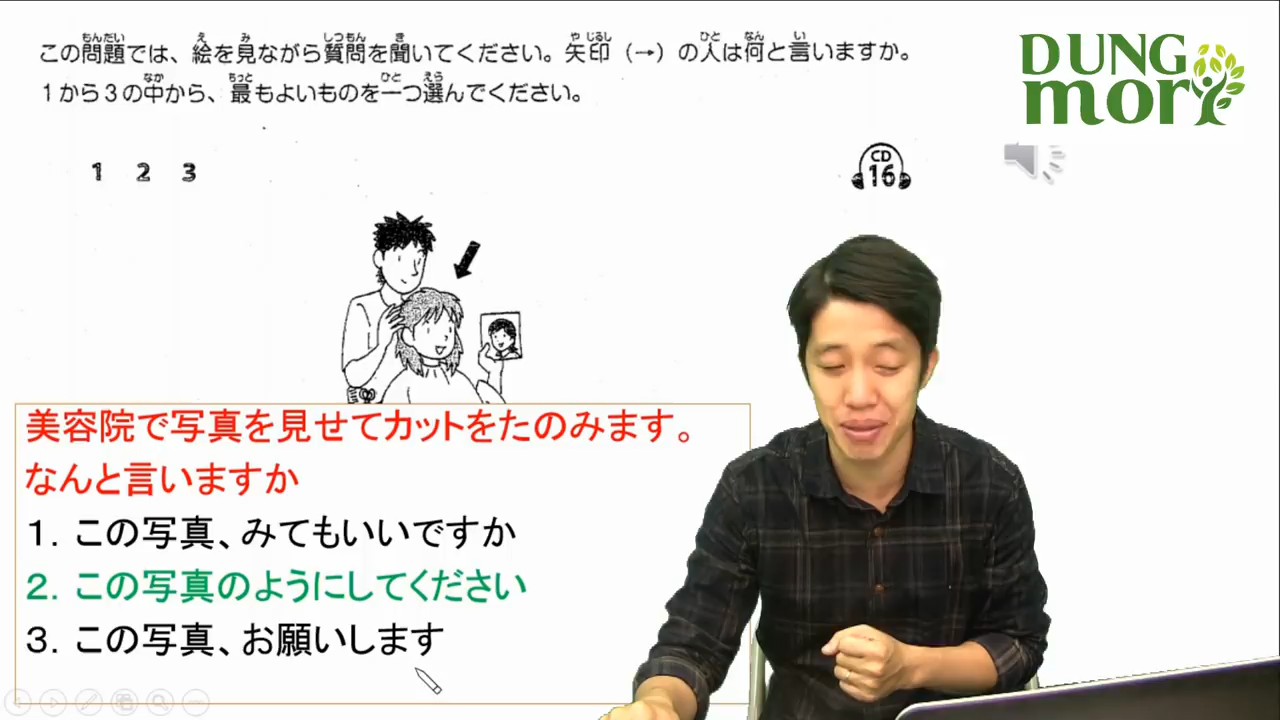 この問題では、絵を見ながら質問を聞いてください。矢印（→）の人は何と言いますか。
1から3の中から、最もよいものを一つ選んでください。
DUNG
mori
1 2 3
CD
16
美容院で写真を見せてカットをたのみます。
なんと言いますか
1. この写真、みてもいいですか
2. この写真のようにしてください
3. この写真、お願いします